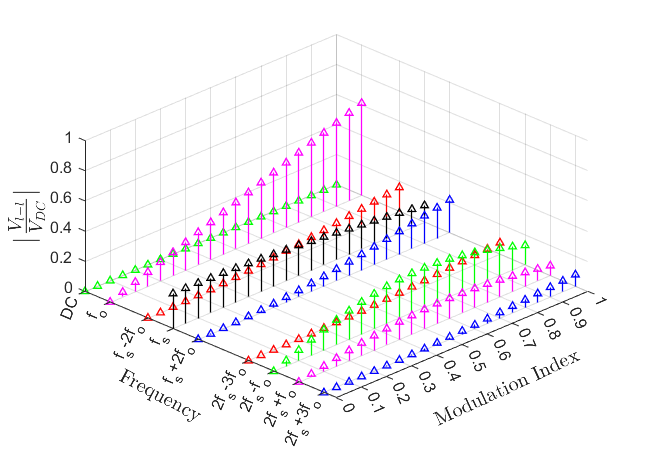 1
0.8
0.6
0.4
0.2
0
|V_{l-l}/V_{DC}|
DC
f_o
f_s-2f_o
f_s
f_s+2f_o
2f_s-3f_o
2f_s-f_o
2f_s+f_o
2f_s+3f_o
Frequency
0
0.1
0.2
0.3
0.4
0.5
0.6
0.7
0.8
0.9
1
Modulation Index